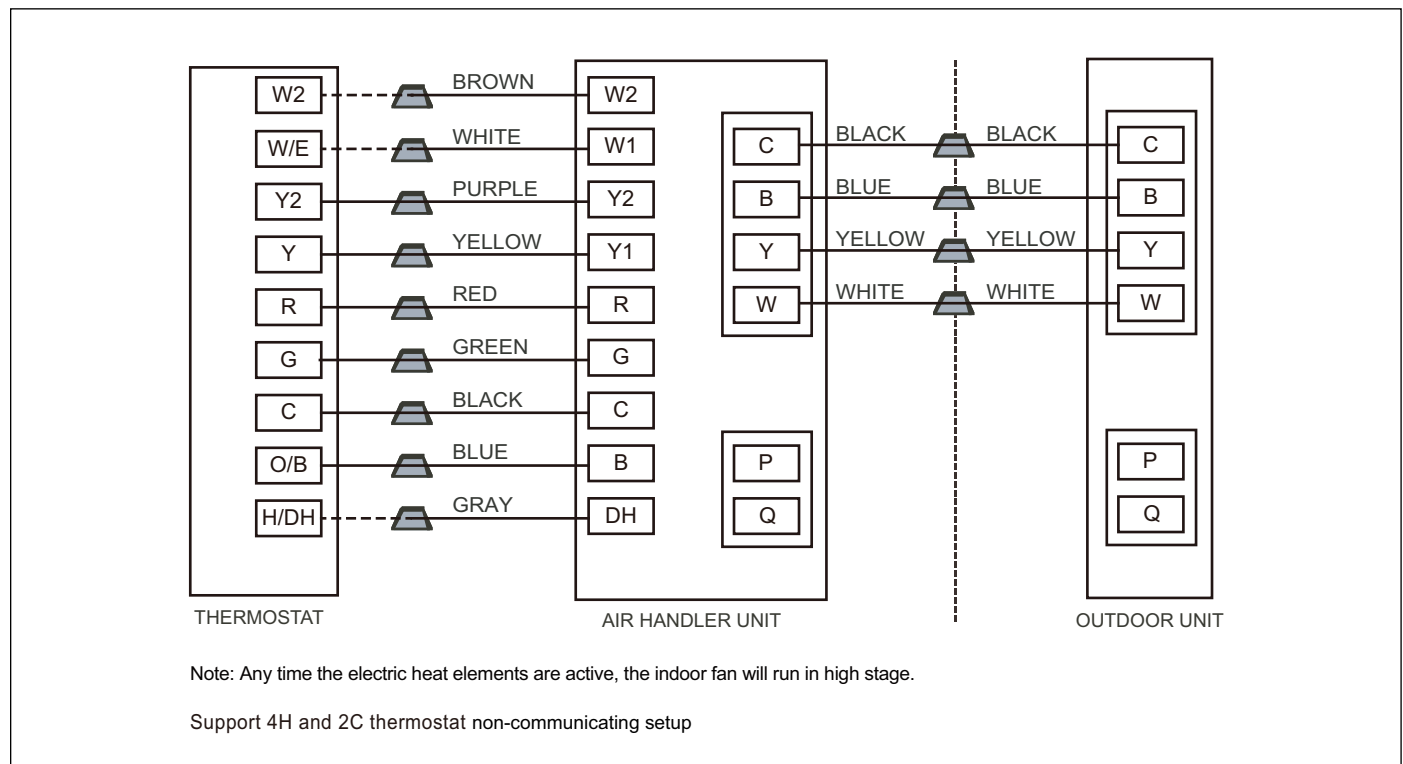 W2 BROWN W2
W/E WHITE W1 C BLACK BLACK C
Y2 PURPLE Y2 B BLUE BLUE B
Y YELLOW Y1 Y YELLOW YELLOW Y
R RED R W WHITE WHITE W
G GREEN G
C BLACK C
O/B BLUE B P P
H/DH GRAY DH Q Q
THERMOSTAT AIR HANDLER UNIT OUTDOOR UNIT
Note: Any time the electric heat elements are active, the indoor fan will run in high stage.
Support 4H and 2C thermostat non-communicating setup